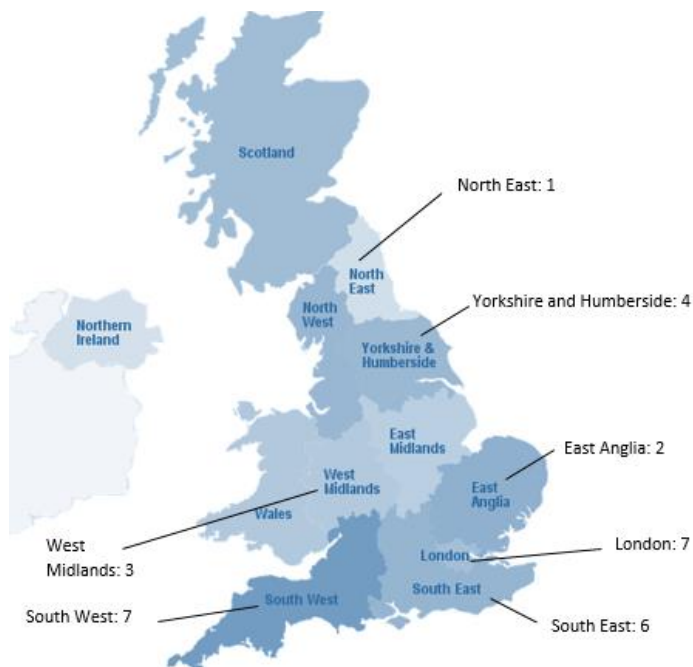 Scotland
North East: 1
North
East
North
West
Yorkshire and Humberside: 4
Northern
Ireland
Yorkshire &
Humberside
East
Midlands
East Anglia: 2
West
Midlands
East
Anglia
Wales
West
Midlands: 3
London
London: 7
South West: 7
South West
South East
South East: 6